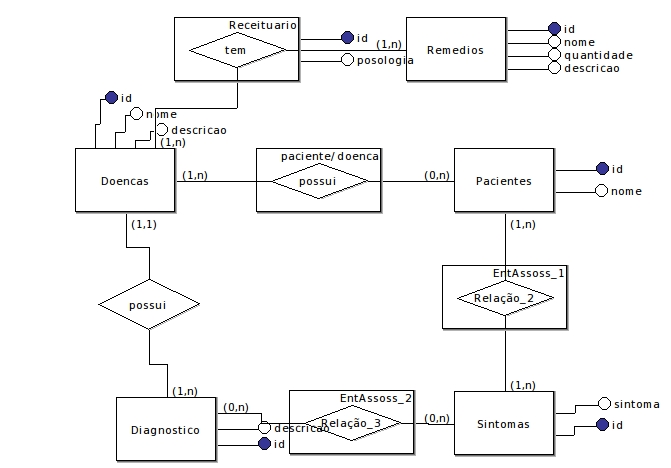 Receituario
id
id
tem
(1,n)
Remedios
nome
posologia
quantidade
descricao
id
nome
descricao
(1,n)
paciente/doenca
Doencas
(1,n)
possui
(0,n)
Pacientes
id
nome
(1,1)
(1,n)
EntAssoss_1
possui
Relação_2
(1,n)
(1,n)
EntAssoss_2
(0,n)
(0,n)
sintoma
Diagnostico
descricao
Relação_3
Sintomas
id
id